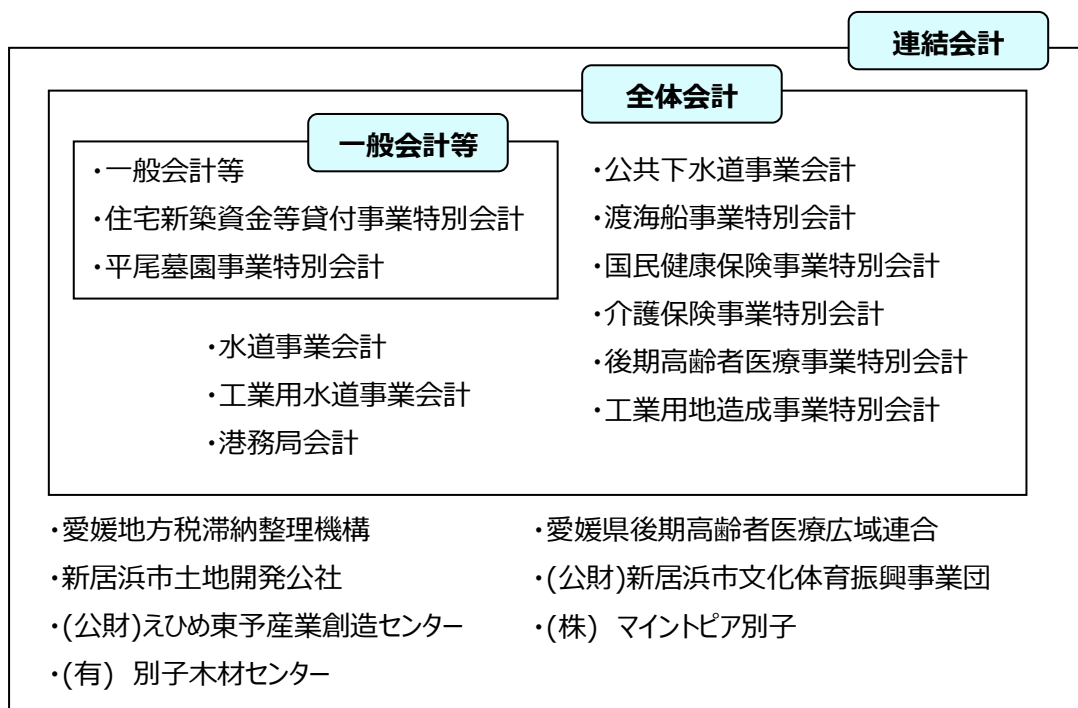 連結会計
全体会計
一般会計等
・一般会計等
・住宅新築資金等貸付事業特別会計
・平尾墓園事業特別会計
・水道事業会計
・工業用水道事業会計
・港務局会計
・公共下水道事業会計
・渡海船事業特別会計
・国民健康保険事業特別会計
・介護保険事業特別会計
・後期高齢者医療事業特別会計
・工業用地造成事業特別会計
・愛媛地方税滞納整理機構
・新居浜市土地開発公社
・(公財)えひめ東予産業創造センター
・(有) 別子木材センター
・愛媛県後期高齢者医療広域連合
・(公財)新居浜市文化体育振興事業団
・(株) マイントピア別子